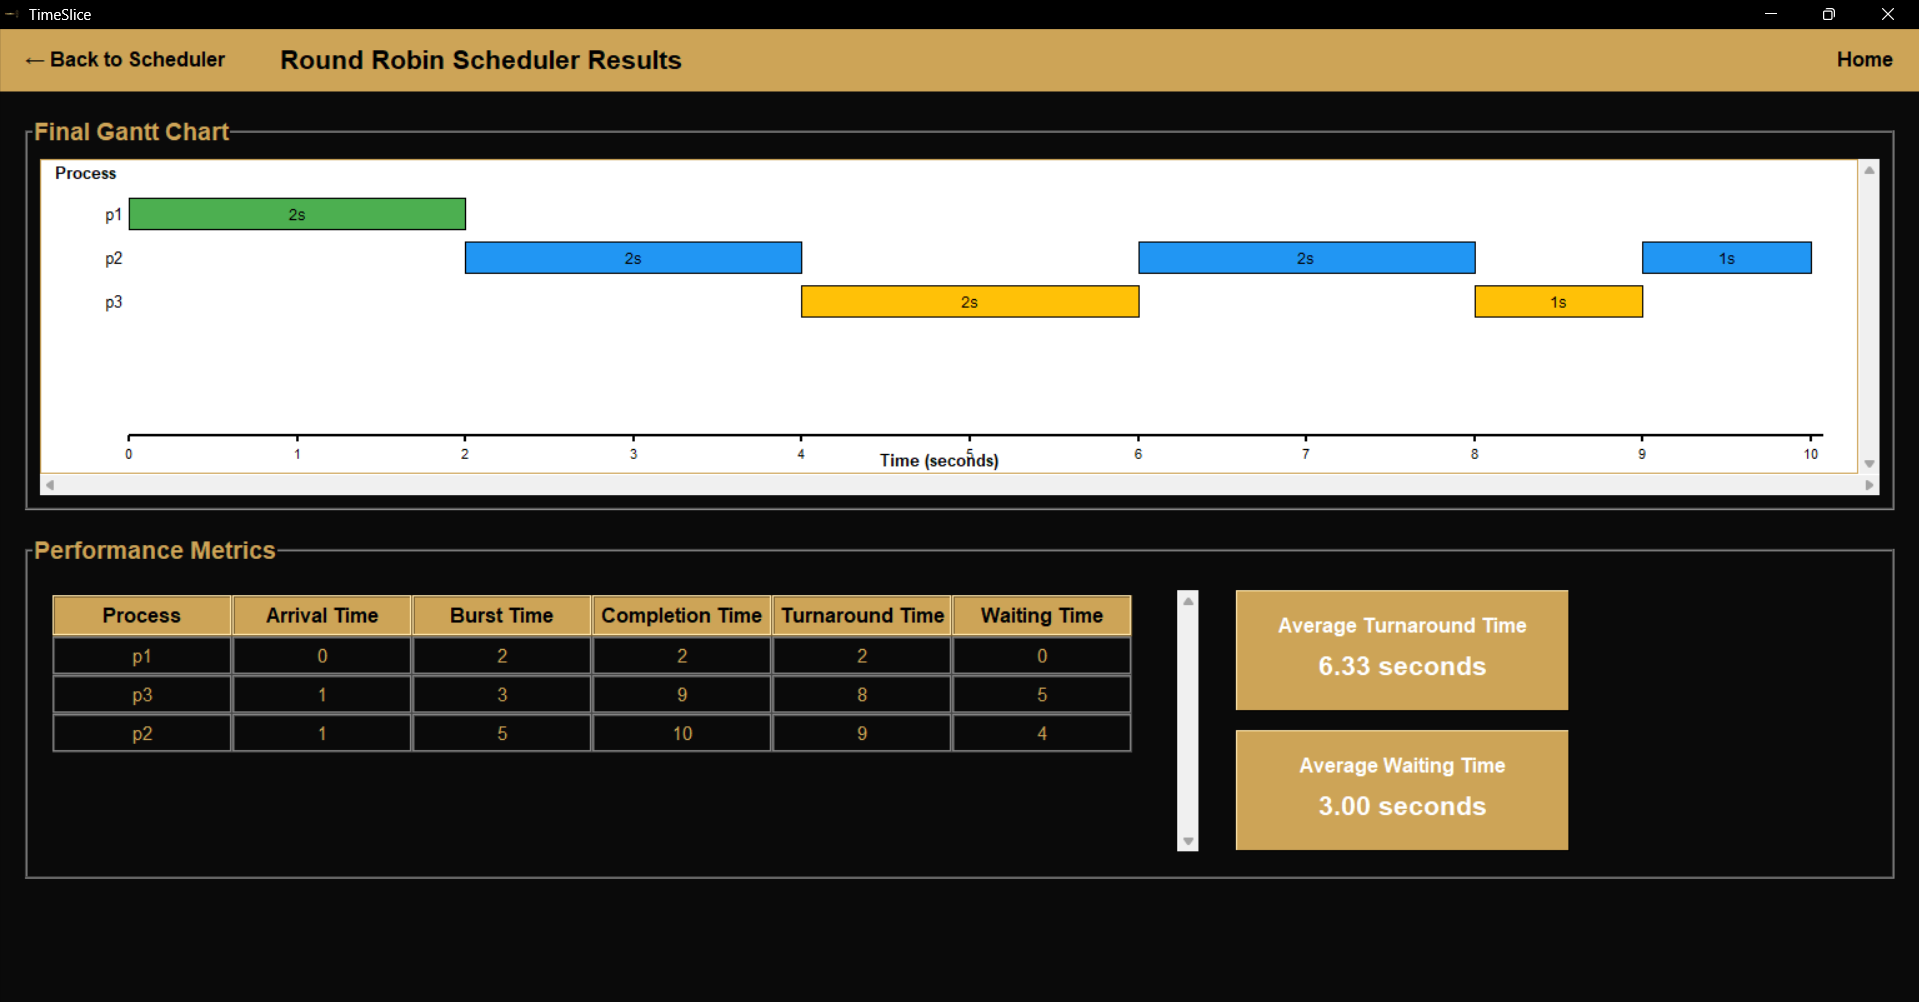 TimeSlice
← Back to Scheduler Round Robin Scheduler Results Home
Final Gantt Chart
Process
p1 2s
p2 2s 2s 1s
p3 2s 1s
0 1 2 3 4 5 6 7 8 9 10
Time (seconds)
Performance Metrics
Process Arrival Time Burst Time Completion Time Turnaround Time Waiting Time
p1 0 2 2 2 0
p3 1 3 9 8 5
p2 1 5 10 9 4
Average Turnaround Time
6.33 seconds
Average Waiting Time
3.00 seconds